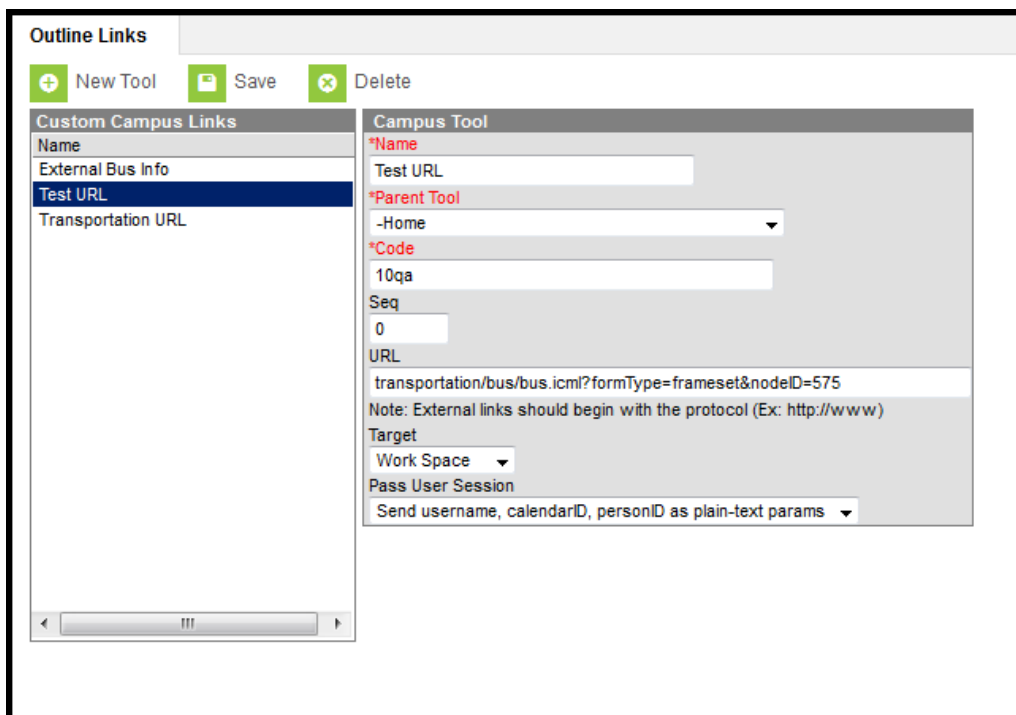 Outline Links
New Tool Save Delete
Custom Campus Links
Name
External Bus Info
Test URL
Transportation URL
Campus Tool
*Name
Test URL
*Parent Tool
-Home
*Code
10qa
Seq
0
URL
transportation/bus/bus.icml?formType=frameset&nodeID=575
Note: External links should begin with the protocol (Ex: http://www)
Target
Work Space
Pass User Session
Send username, calendarID, personID as plain-text params